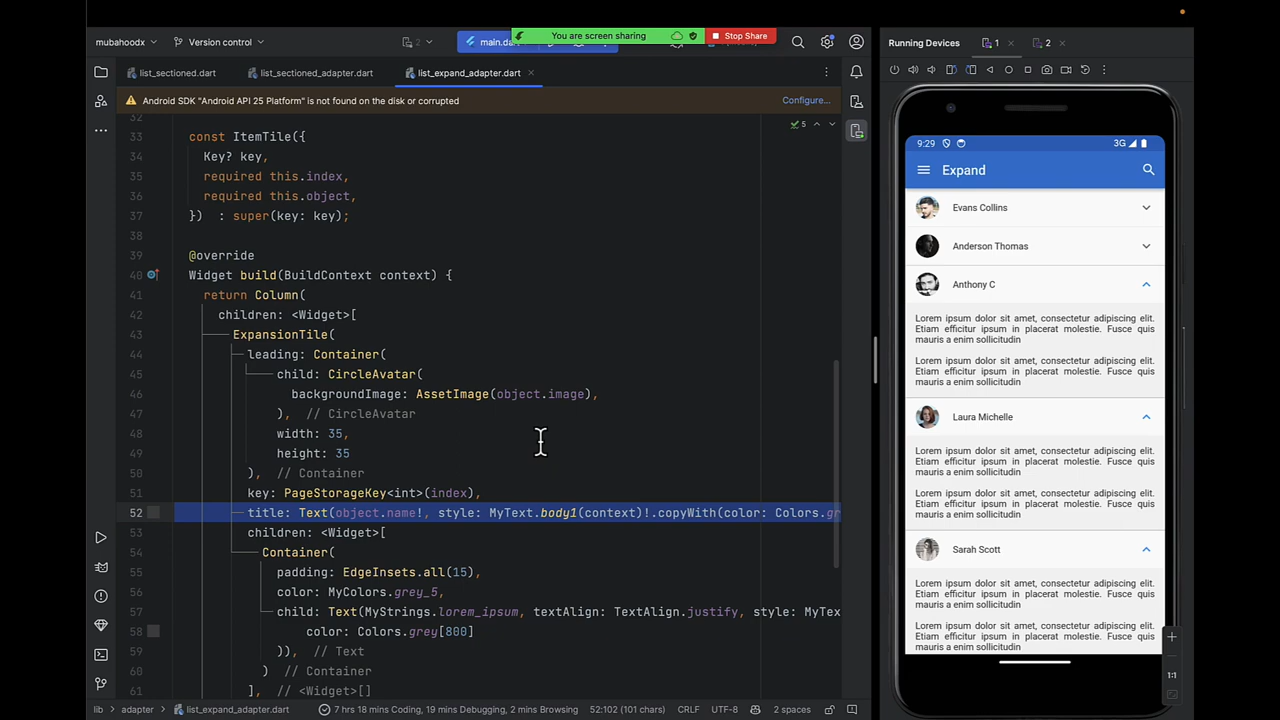 You are screen sharing
Stop Share
mubahoodx
Version control
2
main.dart
Running Devices
1
2
list_sectioned.dart
list_sectioned_adapter.dart
list_expand_adapter.dart
Android SDK "Android API 25 Platform" is not found on the disk or corrupted
Configure...
5
32
33 const ItemTile({
34 Key? key,
35 required this.index,
36 required this.object,
37 }) : super(key: key);
38
39 @override
40 Widget build(BuildContext context) {
41 return Column(
42 children: <Widget>[
43 ExpansionTile(
44 leading: Container(
45 child: CircleAvatar(
46 backgroundImage: AssetImage(object.image),
47 ), // CircleAvatar
48 width: 35,
49 height: 35
50 ), // Container
51 key: PageStorageKey<int>(index),
52 title: Text(object.name!, style: MyText.body1(context)!.copyWith(color: Colors.gr
53 children: <Widget>[
54 Container(
55 padding: EdgeInsets.all(15),
56 color: MyColors.grey_5,
57 child: Text(MyStrings.lorem_ipsum, textAlign: TextAlign.justify, style: MyTex
58 color: Colors.grey[800]
59 )), // Text
60 ) // Container
61 ], // <Widget>[]
lib > adapter > list_expand_adapter.dart
7 hrs 18 mins Coding, 19 mins Debugging, 2 mins Browsing
52:102 (101 chars)
CRLF
UTF-8
2 spaces
9:29
3G
Expand
Evans Collins
Anderson Thomas
Anthony C
Lorem ipsum dolor sit amet, consectetur adipiscing elit.
Etiam efficitur ipsum in placerat molestie. Fusce quis
mauris a enim sollicitudin
Lorem ipsum dolor sit amet, consectetur adipiscing elit.
Etiam efficitur ipsum in placerat molestie. Fusce quis
mauris a enim sollicitudin
Laura Michelle
Lorem ipsum dolor sit amet, consectetur adipiscing elit.
Etiam efficitur ipsum in placerat molestie. Fusce quis
mauris a enim sollicitudin
Lorem ipsum dolor sit amet, consectetur adipiscing elit.
Etiam efficitur ipsum in placerat molestie. Fusce quis
mauris a enim sollicitudin
Sarah Scott
Lorem ipsum dolor sit amet, consectetur adipiscing elit.
Etiam efficitur ipsum in placerat molestie. Fusce quis
mauris a enim sollicitudin
Lorem ipsum dolor sit amet, consectetur adipiscing elit.
Etiam efficitur ipsum in placerat molestie. Fusce quis
mauris a enim sollicitudin
1:1